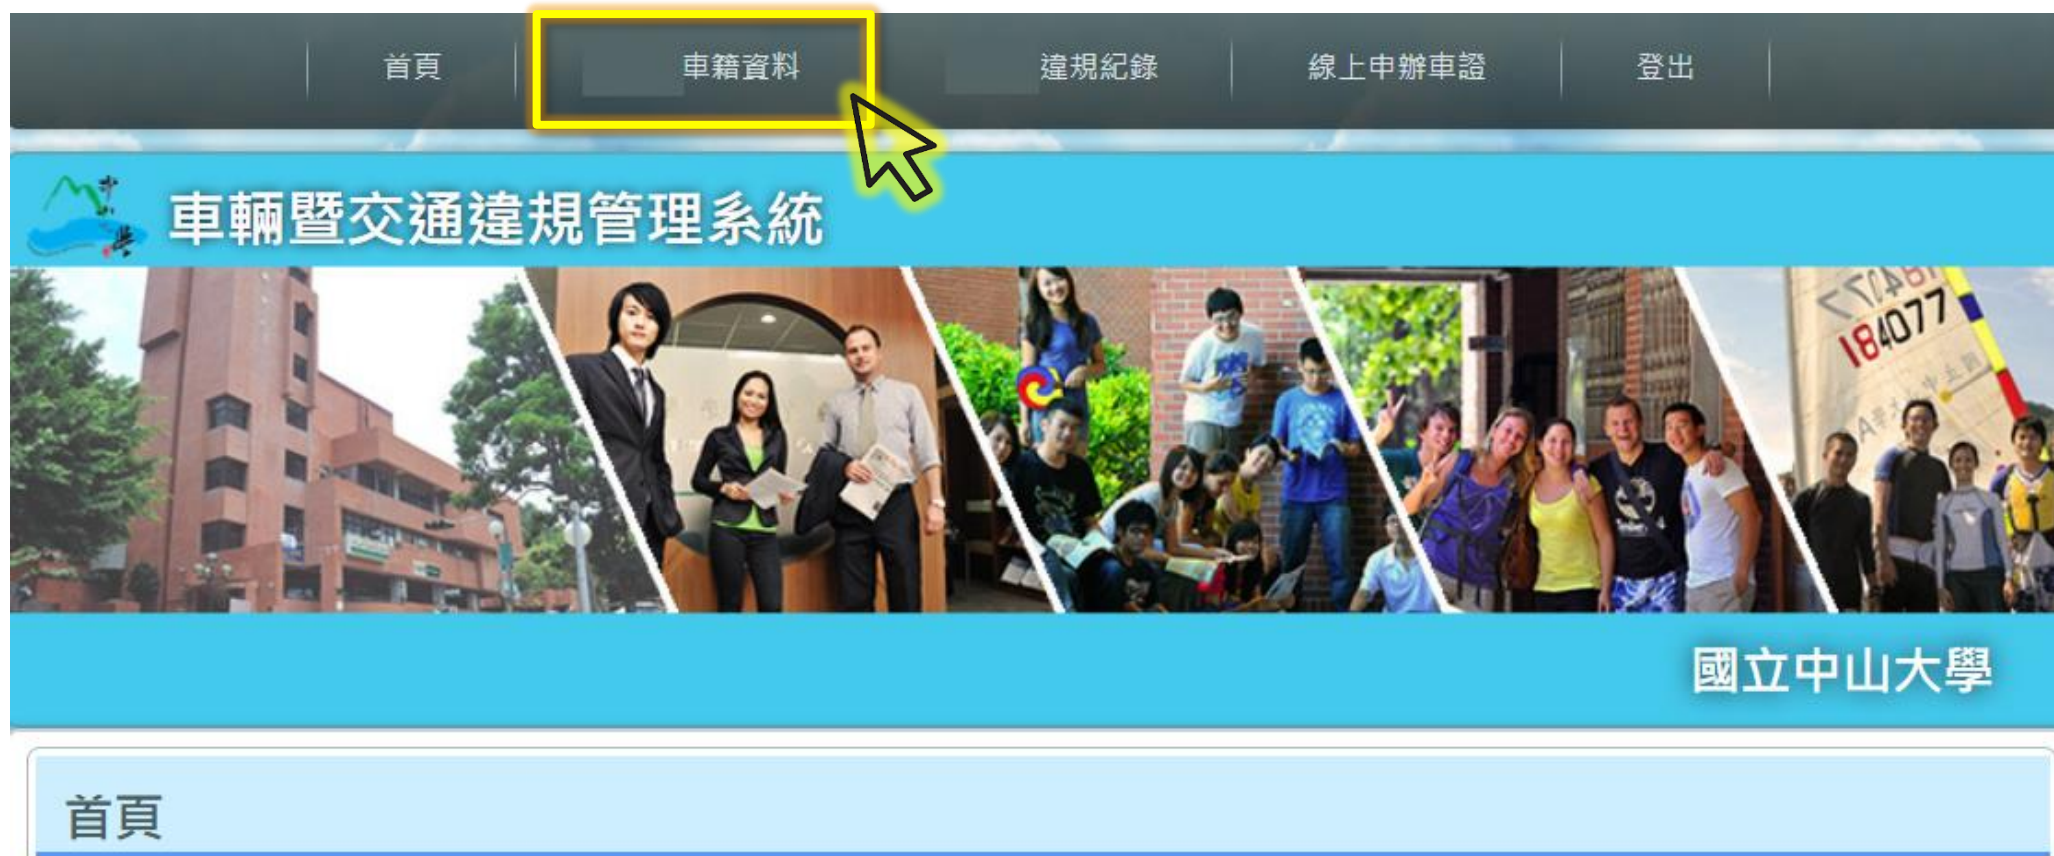 首頁 車籍資料 違規紀錄 線上申辦車證 登出
車輛暨交通違規管理系統
184077
國立中山大學
首頁